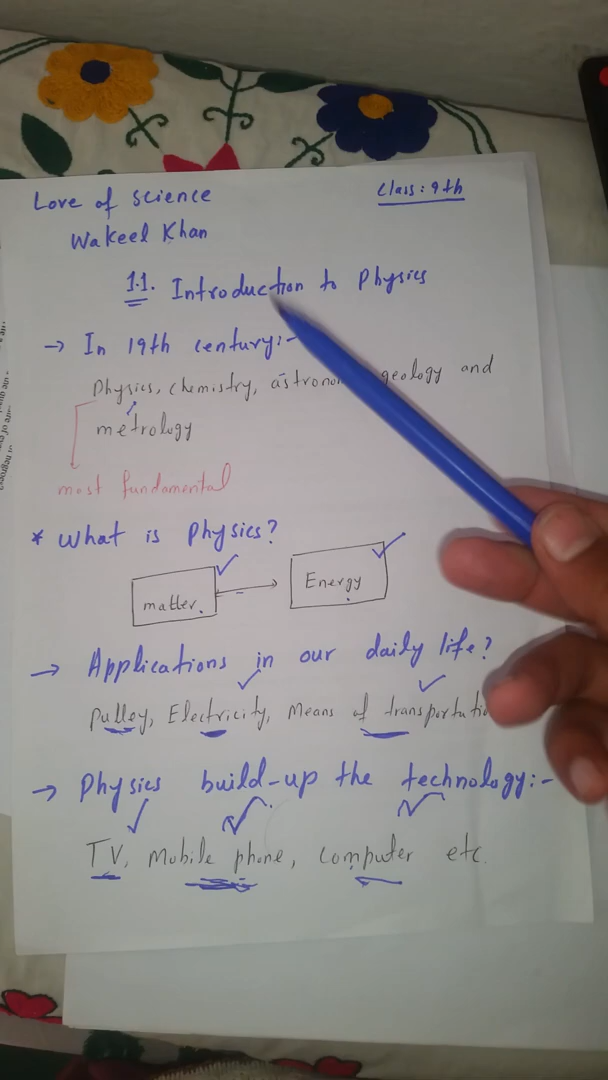 Love of science
Class: 9th
Wakeel Khan
1.1. Introduction to Physics
→ In 19th century:-
Physics, chemistry, geology and
metrology
most fundamental
* What is Physics?
matter.
Energy
→ Applications in our daily life?
Pulley, Electricity, Means of
→ Physics build-up the technology:-
TV, Mobile phone, Computer etc.